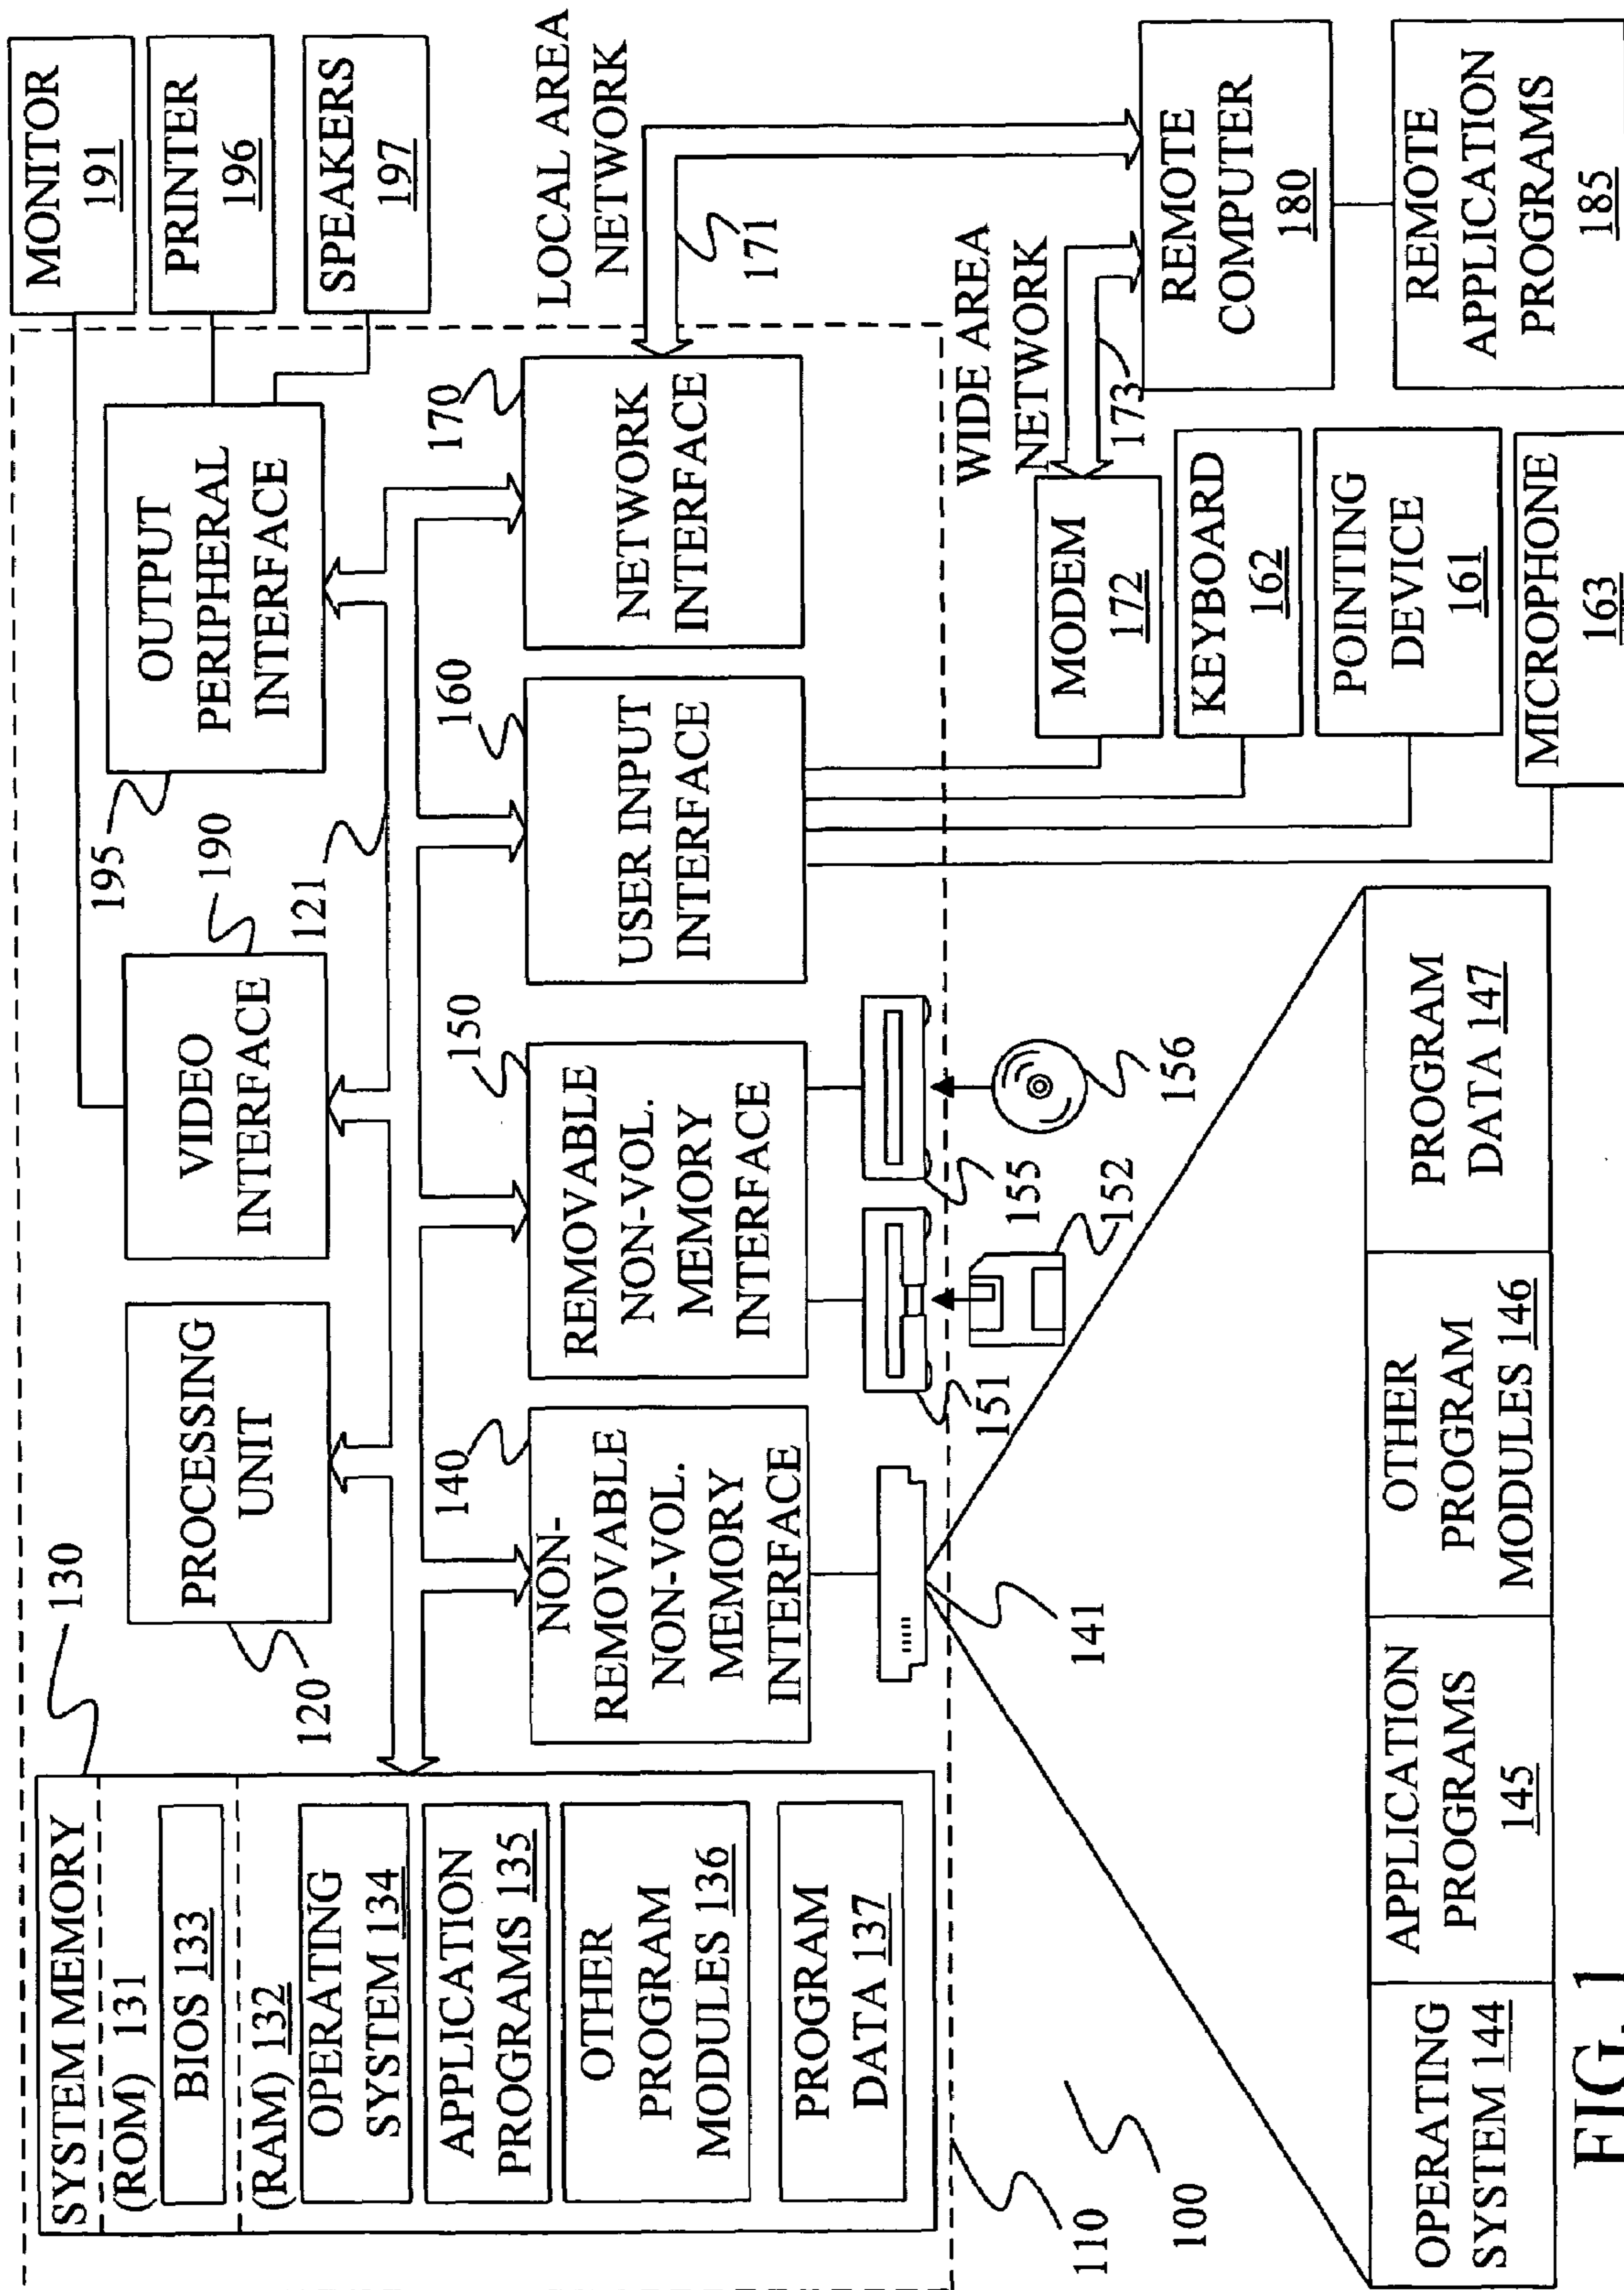 SYSTEM MEMORY
(ROM) 131
BIOS 133
(RAM) 132
OPERATING
SYSTEM 134
APPLICATION
PROGRAMS 135
OTHER
PROGRAM
MODULES 136
PROGRAM
DATA 137
130
PROCESSING
UNIT
120
VIDEO
INTERFACE
190
OUTPUT
PERIPHERAL
INTERFACE
195
121
MONITOR
191
PRINTER
196
SPEAKERS
197
NON-
REMOVABLE
NON-VOL.
MEMORY
INTERFACE
140
REMOVABLE
NON-VOL.
MEMORY
INTERFACE
150
USER INPUT
INTERFACE
160
NETWORK
INTERFACE
170
LOCAL AREA
NETWORK
171
141
151
152
155
156
WIDE AREA
NETWORK
173
MODEM
172
KEYBOARD
162
POINTING
DEVICE
161
MICROPHONE
163
REMOTE
COMPUTER
180
REMOTE
APPLICATION
PROGRAMS
185
110
100
OPERATING
SYSTEM 144
APPLICATION
PROGRAMS
145
OTHER
PROGRAM
MODULES 146
PROGRAM
DATA 147
FIG. 1